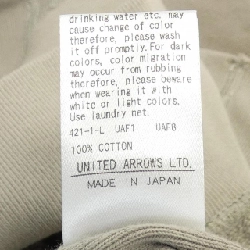 drinking water etc. may
cause change of color
therefore, please wash
it off promptly. For dark
colors, color migration
may occur from rubbing
therefore, please beware
when wearing it with
white or light colors.
Use laundry net.
421-1-L UAF1 UAF8
100% COTTON
UNITED ARROWS LTD.
MADE IN JAPAN